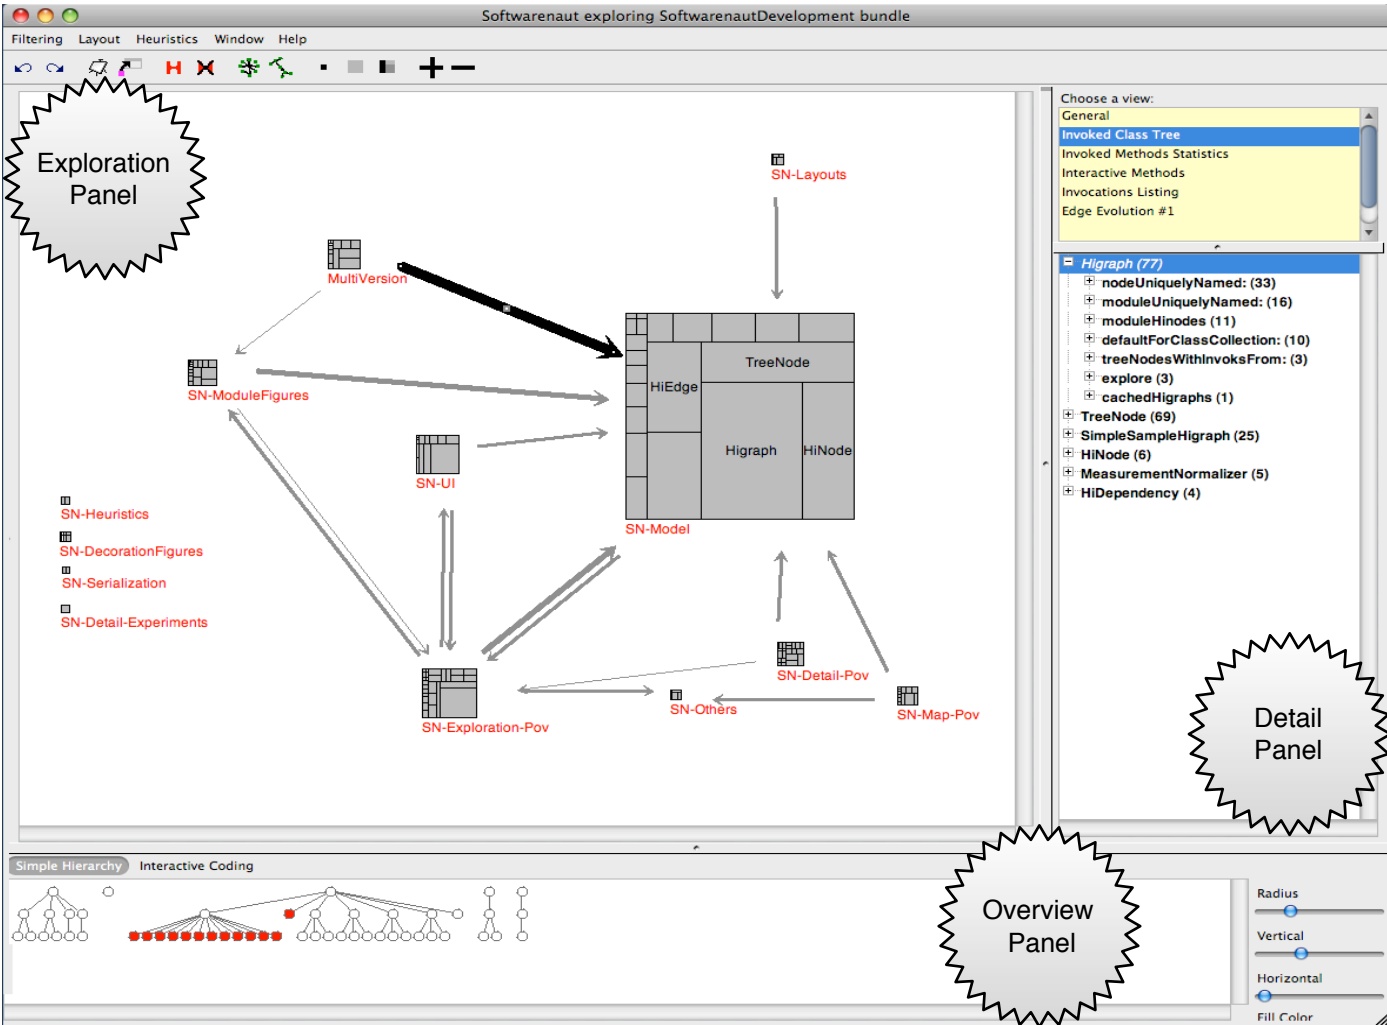 Softwarenaut exploring SoftwarenautDevelopment bundle
Filtering Layout Heuristics Window Help
Exploration
Panel
SN-Layouts
MultiVersion
SN-ModuleFigures
TreeNode
HiEdge
Higraph
HiNode
SN-UI
SN-Model
SN-Heuristics
SN-DecorationFigures
SN-Serialization
SN-Detail-Experiments
SN-Detail-Pov
SN-Others
SN-Map-Pov
SN-Exploration-Pov
Choose a view:
General
Invoked Class Tree
Invoked Methods Statistics
Interactive Methods
Invocations Listing
Edge Evolution #1
Higraph (77)
nodeUniquelyNamed: (33)
moduleUniquelyNamed: (16)
moduleHinodes (11)
defaultForClassCollection: (10)
treeNodesWithInvoksFrom: (3)
explore (3)
cachedHigraphs (1)
TreeNode (69)
SimpleSampleHigraph (25)
HiNode (6)
MeasurementNormalizer (5)
HiDependency (4)
Detail
Panel
Simple Hierarchy Interactive Coding
Overview
Panel
Radius
Vertical
Horizontal
Fill Color